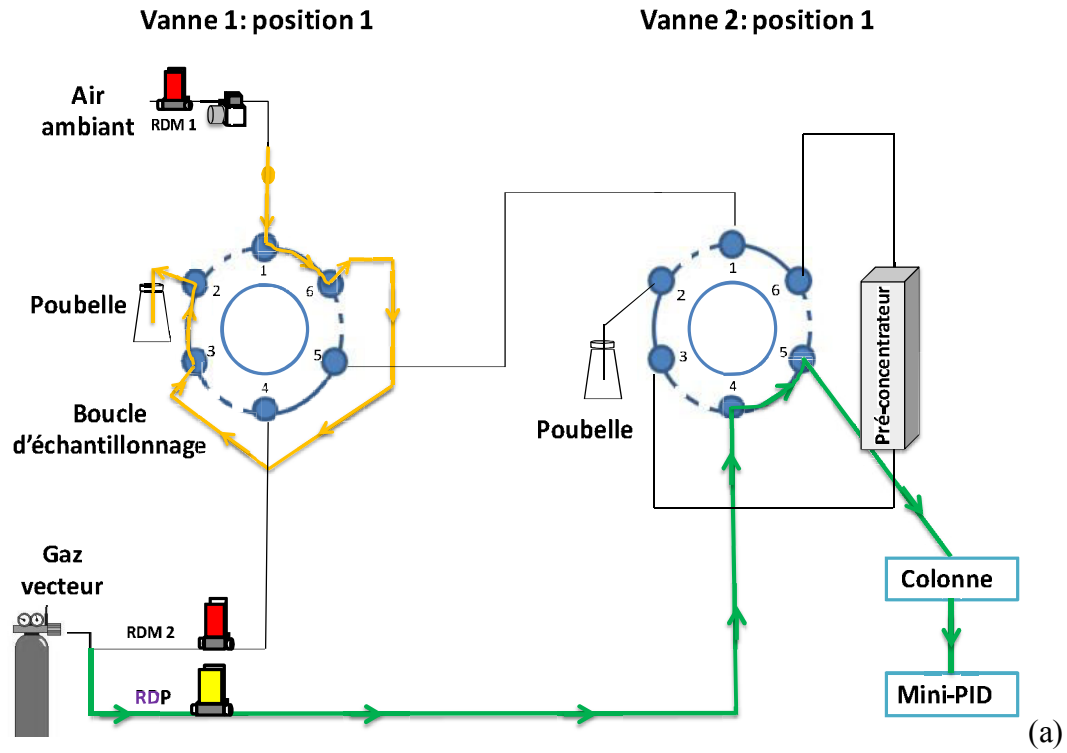 Vanne 1: position 1
Vanne 2: position 1
Air
ambiant
RDM 1
1
2
3
4
5
6
Poubelle
Boucle
d'échantillonnage
1
2
3
4
5
6
Poubelle
Pré-concentrateur
Gaz
vecteur
RDM 2
RDP
Colonne
Mini-PID
(a)